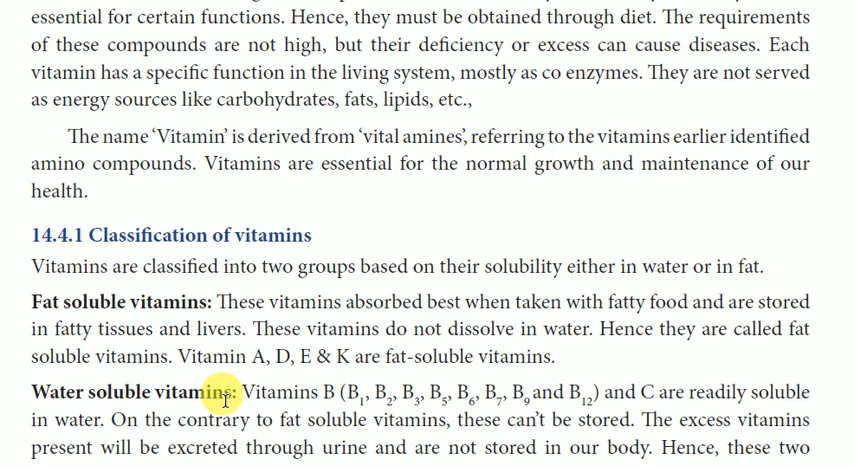 essential for certain functions. Hence, they must be obtained through diet. The requirements
of these compounds are not high, but their deficiency or excess can cause diseases. Each
vitamin has a specific function in the living system, mostly as co enzymes. They are not served
as energy sources like carbohydrates, fats, lipids, etc.,
The name ‘Vitamin’ is derived from ‘vital amines’, referring to the vitamins earlier identified
amino compounds. Vitamins are essential for the normal growth and maintenance of our
health.
14.4.1 Classification of vitamins
Vitamins are classified into two groups based on their solubility either in water or in fat.
Fat soluble vitamins: These vitamins absorbed best when taken with fatty food and are stored
in fatty tissues and livers. These vitamins do not dissolve in water. Hence they are called fat
soluble vitamins. Vitamin A, D, E & K are fat-soluble vitamins.
Water soluble vitamins: Vitamins B (B₁, B₂, B₃, B₅, B₆, B₇, B₉ and B₁₂) and C are readily soluble
in water. On the contrary to fat soluble vitamins, these can’t be stored. The excess vitamins
present will be excreted through urine and are not stored in our body. Hence, these two